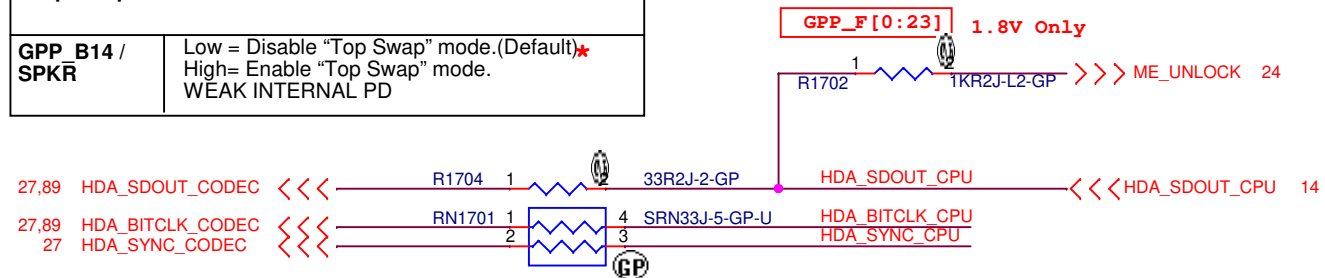 GPP_F[0:23] 1.8V Only
GPP_B14 /
SPKR
Low = Disable “Top Swap” mode.(Default)*
High= Enable “Top Swap” mode.
WEAK INTERNAL PD
1 2
R1702 1KR2J-L2-GP ME_UNLOCK 24
27,89 HDA_SDOUT_CODEC R1704 1 2 33R2J-2-GP HDA_SDOUT_CPU HDA_SDOUT_CPU 14
27,89 HDA_BITCLK_CODEC RN1701 1 4 SRN33J-5-GP-U HDA_BITCLK_CPU
27 HDA_SYNC_CODEC 2 3 HDA_SYNC_CPU
GP